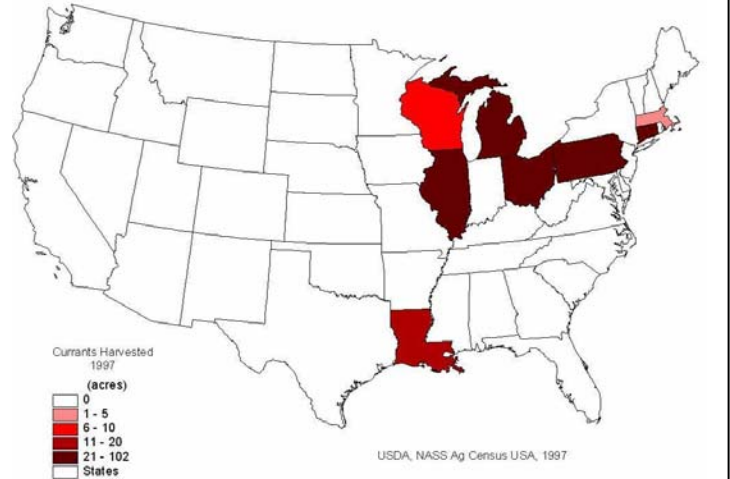 Currants Harvested
1997
(acres)
0
1 - 5
6 - 10
11 - 20
21 - 102
States
USDA, NASS Ag Census USA, 1997